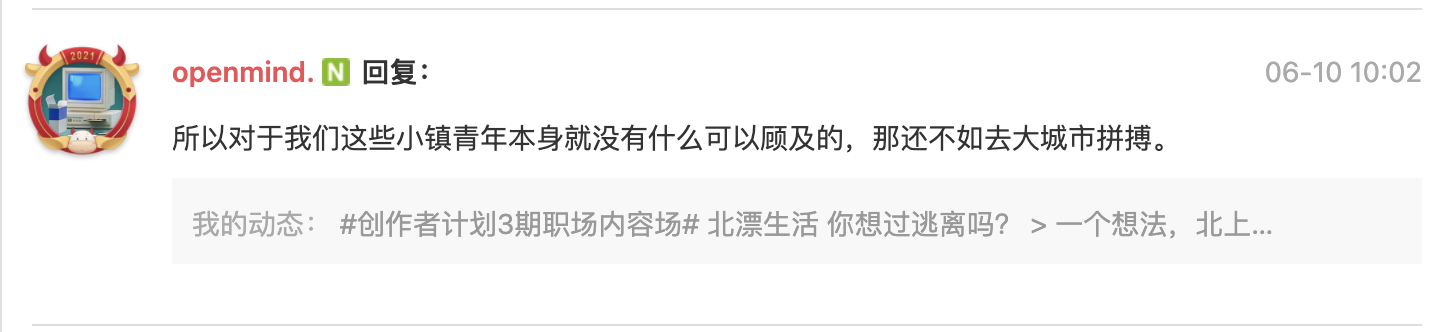 2021
openmind. N 回复： 06-10 10:02
所以对于我们这些小镇青年本身就没有什么可以顾及的，那还不如去大城市拼搏。
我的动态： #创作者计划3期职场内容场# 北漂生活 你想过逃离吗？ > 一个想法，北上...